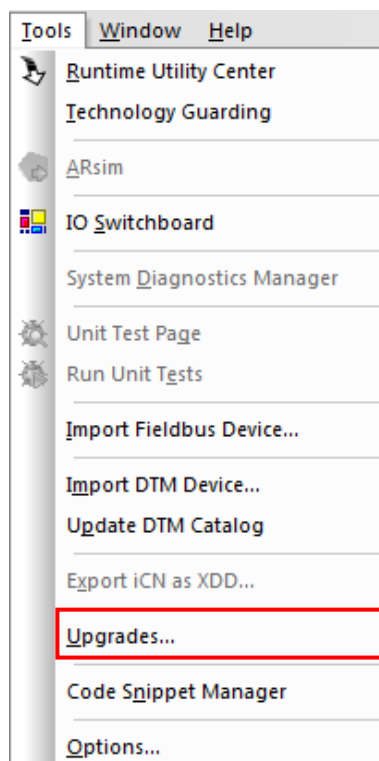 Tools Window Help
Runtime Utility Center
Technology Guarding
ARsim
IO Switchboard
System Diagnostics Manager
Unit Test Page
Run Unit Tests
Import Fieldbus Device...
Import DTM Device...
Update DTM Catalog
Export iCN as XDD...
Upgrades...
Code Snippet Manager
Options...